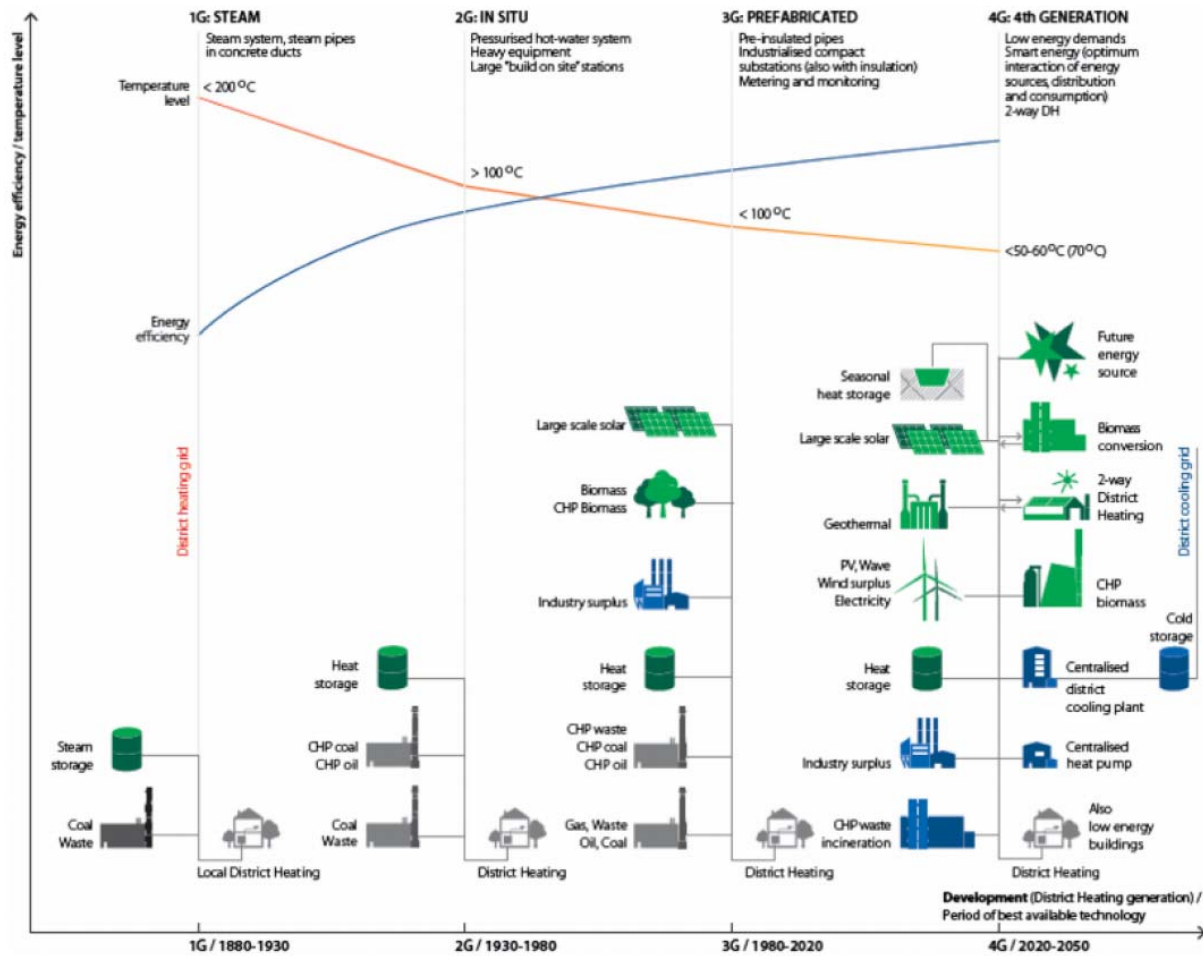 1G: STEAM
Steam system, steam pipes
in concrete ducts
2G: IN SITU
Pressurised hot-water system
Heavy equipment
Large "build on site" stations
3G: PREFABRICATED
Pre-insulated pipes
Industrialised compact
substations (also with insulation)
Metering and monitoring
4G: 4th GENERATION
Low energy demands
Smart energy (optimum
interaction of energy
sources, distribution
and consumption)
2-way DH
Energy efficiency / temperature level
Temperature
level
< 200 °C
> 100 °C
< 100 °C
<50-60°C (70°C)
Energy
efficiency
District heating grid
Steam
storage
Coal
Waste
Local District Heating
Heat
storage
CHP coal
CHP oil
Coal
Waste
District Heating
Large scale solar
Biomass
CHP Biomass
Industry surplus
Heat
storage
CHP waste
CHP coal
CHP oil
Gas, Waste
Oil, Coal
District Heating
Seasonal
heat storage
Large scale solar
Geothermal
PV, Wave
Wind surplus
Electricity
Heat
storage
Industry surplus
CHP waste
incineration
Future
energy
source
Biomass
conversion
2-way
District
Heating
CHP
biomass
Centralised
district
cooling plant
Centralised
heat pump
Also
low energy
buildings
District Heating
Cold
storage
District cooling grid
Development (District Heating generation) /
Period of best available technology
1G / 1880-1930
2G / 1930-1980
3G / 1980-2020
4G / 2020-2050